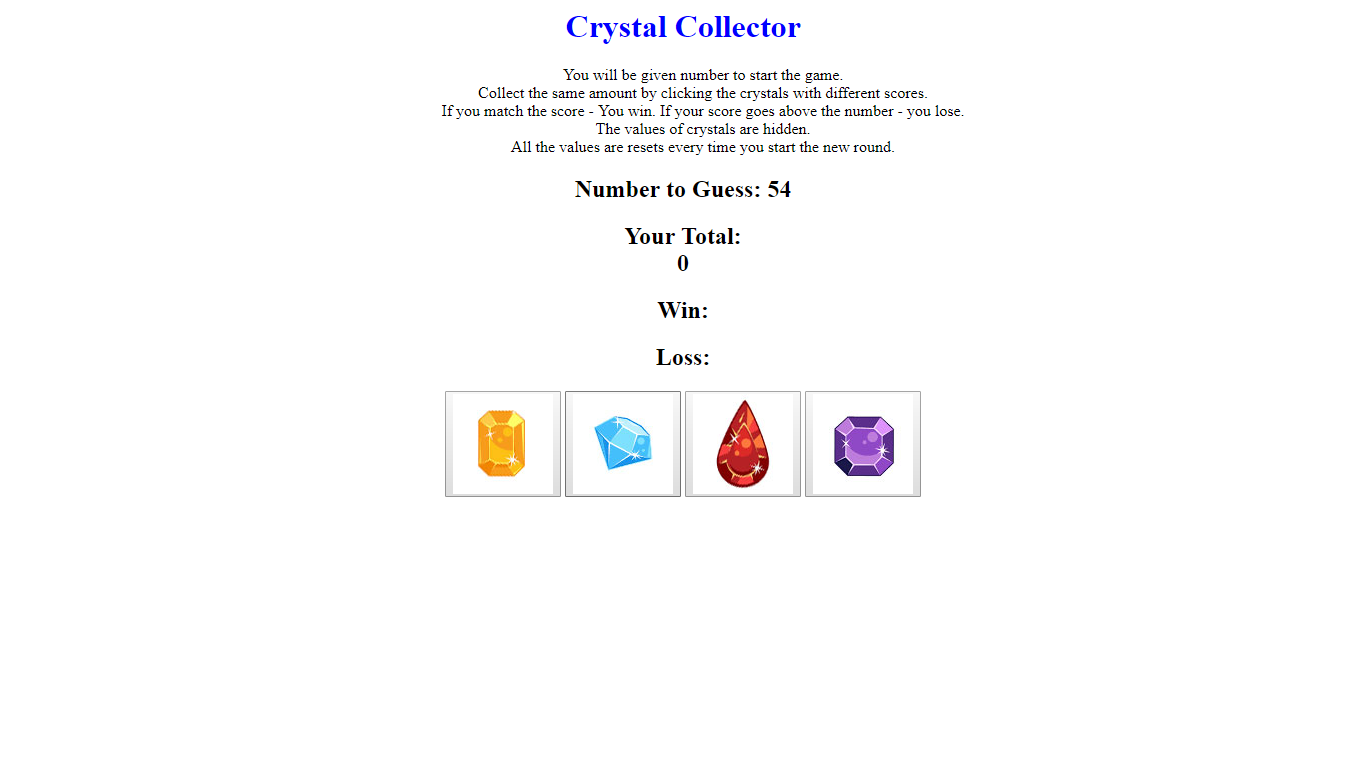 Crystal Collector
You will be given number to start the game.
Collect the same amount by clicking the crystals with different scores.
If you match the score - You win. If your score goes above the number - you lose.
The values of crystals are hidden.
All the values are resets every time you start the new round.
Number to Guess: 54
Your Total:
0
Win:
Loss: